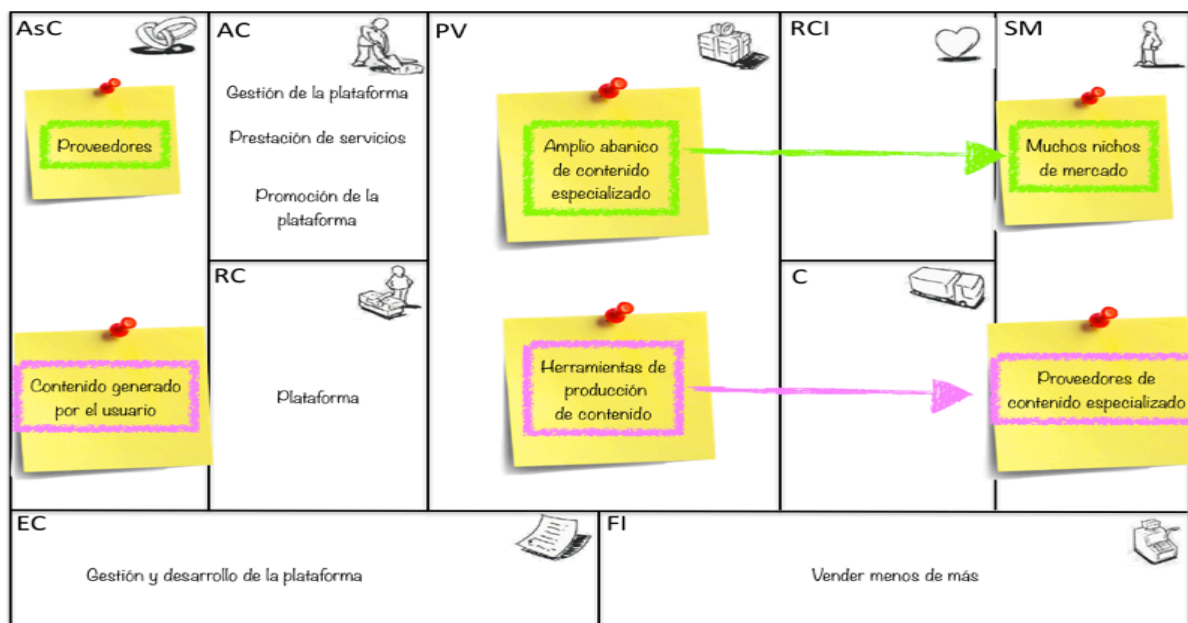 AsC
Proveedores
Contenido generado
por el usuario
AC
Gestión de la plataforma
Prestación de servicios
Promoción de la
plataforma
RC
Plataforma
PV
Amplio abanico
de contenido
especializado
Herramientas de
producción
de contenido
RCI
C
SM
Muchos nichos
de mercado
Proveedores de
contenido especializado
EC
Gestión y desarrollo de la plataforma
FI
Vender menos de más